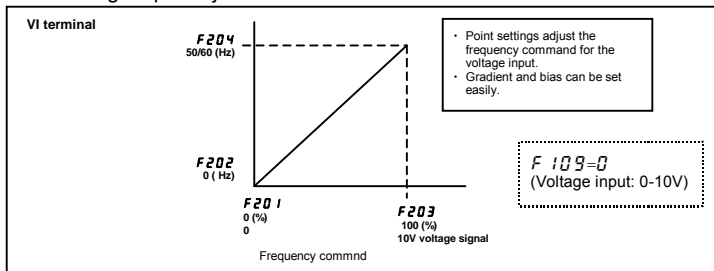 VI terminal
F204
50/60 (Hz)
・ Point settings adjust the
frequency command for the
voltage input.
・ Gradient and bias can be set
easily.
F202
0 ( Hz)
F109=0
(Voltage input: 0-10V)
F201
0 (%)
0
F203
100 (%)
10V voltage signal
Frequency commnd